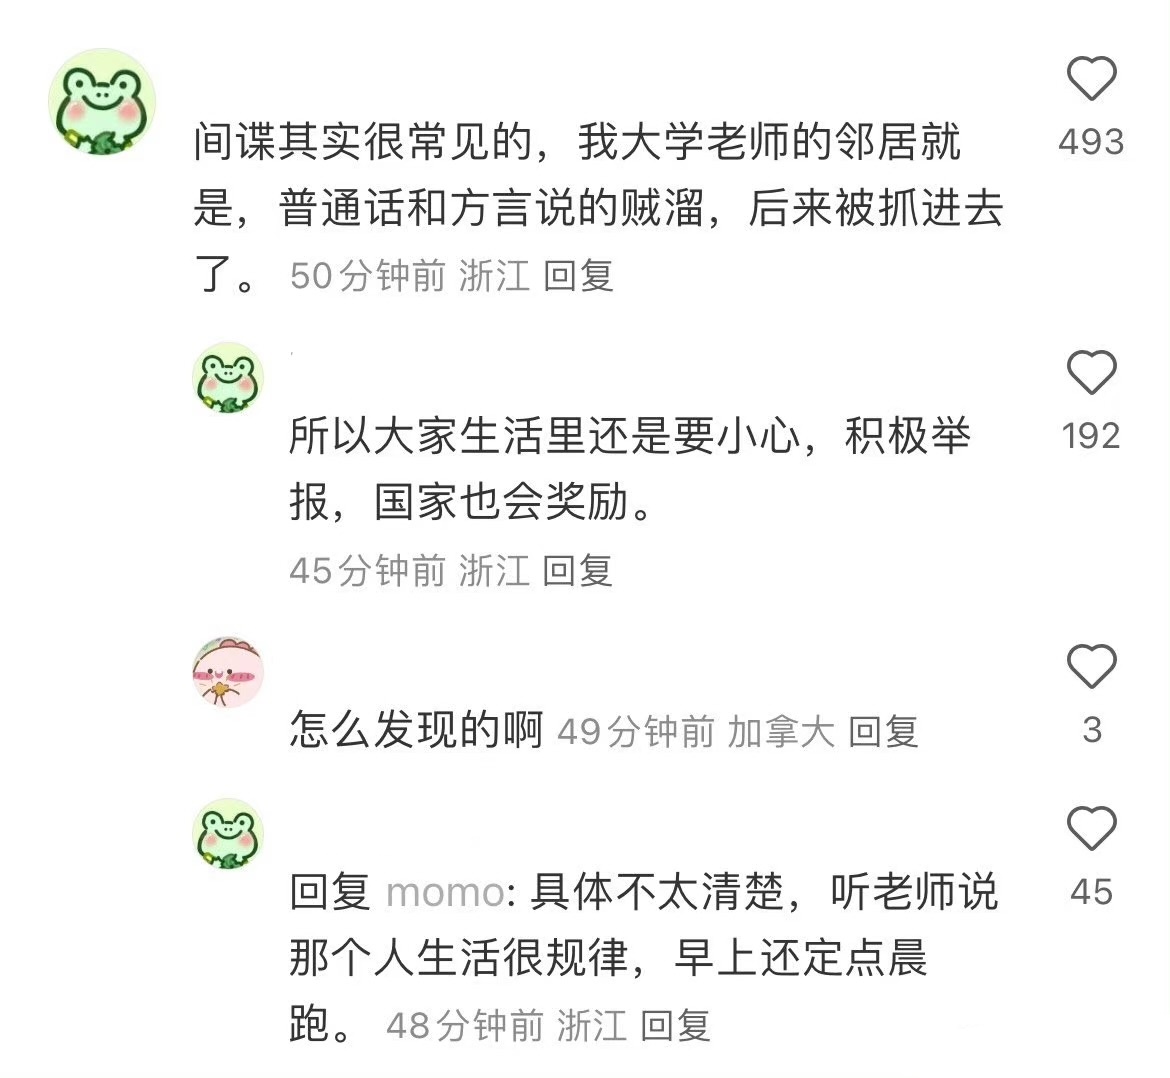 493
间谍其实很常见的，我大学老师的邻居就
是，普通话和方言说的贼溜，后来被抓进去
了。 50分钟前 浙江 回复
192
所以大家生活里还是要小心，积极举
报，国家也会奖励。
45分钟前 浙江 回复
怎么发现的啊 49分钟前 加拿大 回复
3
回复 momo: 具体不太清楚，听老师说
45
那个人生活很规律，早上还定点晨
跑。 48分钟前 浙江 回复